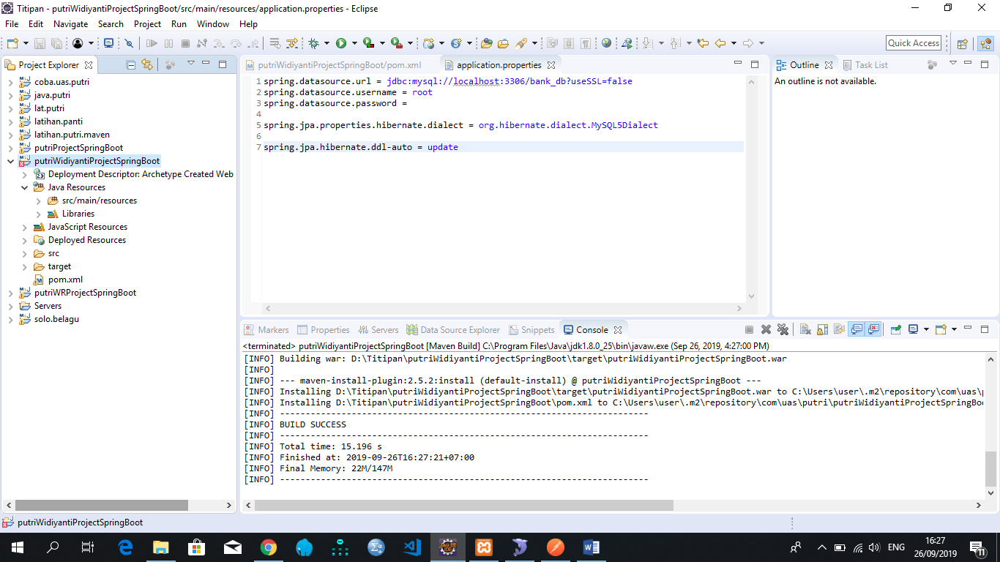 Titipan - putriWidiyantiProjectSpringBoot/src/main/resources/application.properties - Eclipse
File Edit Navigate Search Project Run Window Help
Quick Access
Project Explorer
coba.uas.putri
java.putri
lat.putri
latihan.panti
latihan.putri.maven
putriProjectSpringBoot
putriWidiyantiProjectSpringBoot
Deployment Descriptor: Archetype Created Web
Java Resources
src/main/resources
Libraries
JavaScript Resources
Deployed Resources
src
target
pom.xml
putriWRProjectSpringBoot
Servers
solo.belagu
putriWidiyantiProjectSpringBoot/pom.xml application.properties
1 spring.datasource.url = jdbc:mysql://localhost:3306/bank_db?useSSL=false
2 spring.datasource.username = root
3 spring.datasource.password =
4
5 spring.jpa.properties.hibernate.dialect = org.hibernate.dialect.MySQL5Dialect
6
7 spring.jpa.hibernate.ddl-auto = update
Outline Task List
An outline is not available.
Markers Properties Servers Data Source Explorer Snippets Console
<terminated> putriWidiyantiProjectSpringBoot [Maven Build] C:\Program Files\Java\jdk1.8.0_25\bin\javaw.exe (Sep 26, 2019, 4:27:00 PM)
[INFO] Building war: D:\Titipan\putriWidiyantiProjectSpringBoot\target\putriWidiyantiProjectSpringBoot.war
[INFO]
[INFO] --- maven-install-plugin:2.5.2:install (default-install) @ putriWidiyantiProjectSpringBoot ---
[INFO] Installing D:\Titipan\putriWidiyantiProjectSpringBoot\target\putriWidiyantiProjectSpringBoot.war to C:\Users\user\.m2\repository\com\uas\p
[INFO] Installing D:\Titipan\putriWidiyantiProjectSpringBoot\pom.xml to C:\Users\user\.m2\repository\com\uas\putri\putriWidiyantiProjectSpringBoo
[INFO] ------------------------------------------------------------------------
[INFO] BUILD SUCCESS
[INFO] ------------------------------------------------------------------------
[INFO] Total time: 15.196 s
[INFO] Finished at: 2019-09-26T16:27:21+07:00
[INFO] Final Memory: 22M/147M
[INFO] ------------------------------------------------------------------------
putriWidiyantiProjectSpringBoot
ENG
16:27
26/09/2019
11